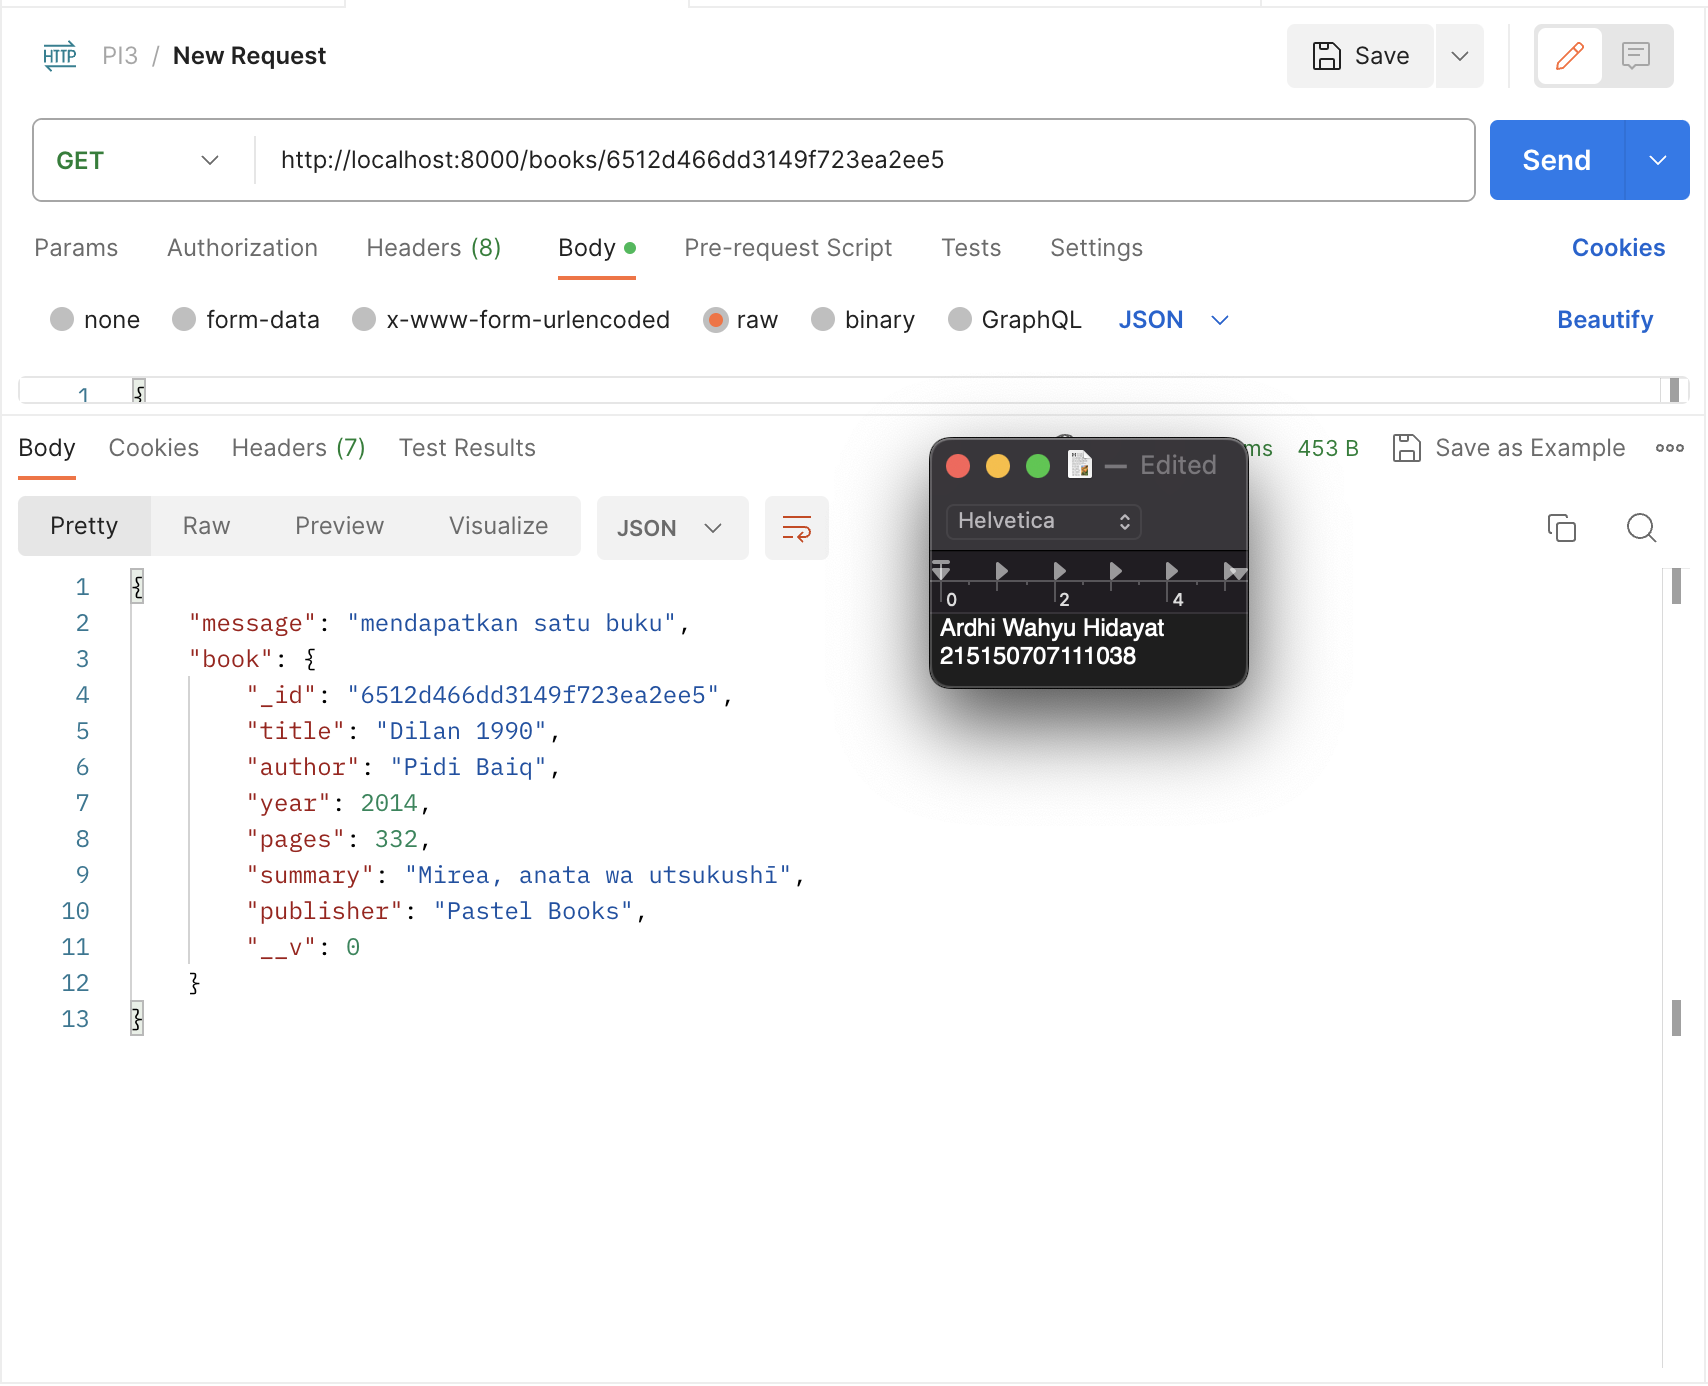 HTTP PI3 / New Request Save
GET http://localhost:8000/books/6512d466dd3149f723ea2ee5 Send
Params Authorization Headers (8) Body Pre-request Script Tests Settings Cookies
none form-data x-www-form-urlencoded raw binary GraphQL JSON Beautify
1 {
Body Cookies Headers (7) Test Results ms 453 B Save as Example
Pretty Raw Preview Visualize JSON
— Edited
Helvetica
0 2 4
Ardhi Wahyu Hidayat
215150707111038
1 {
2 "message": "mendapatkan satu buku",
3 "book": {
4 "_id": "6512d466dd3149f723ea2ee5",
5 "title": "Dilan 1990",
6 "author": "Pidi Baiq",
7 "year": 2014,
8 "pages": 332,
9 "summary": "Mirea, anata wa utsukushī",
10 "publisher": "Pastel Books",
11 "__v": 0
12 }
13 }